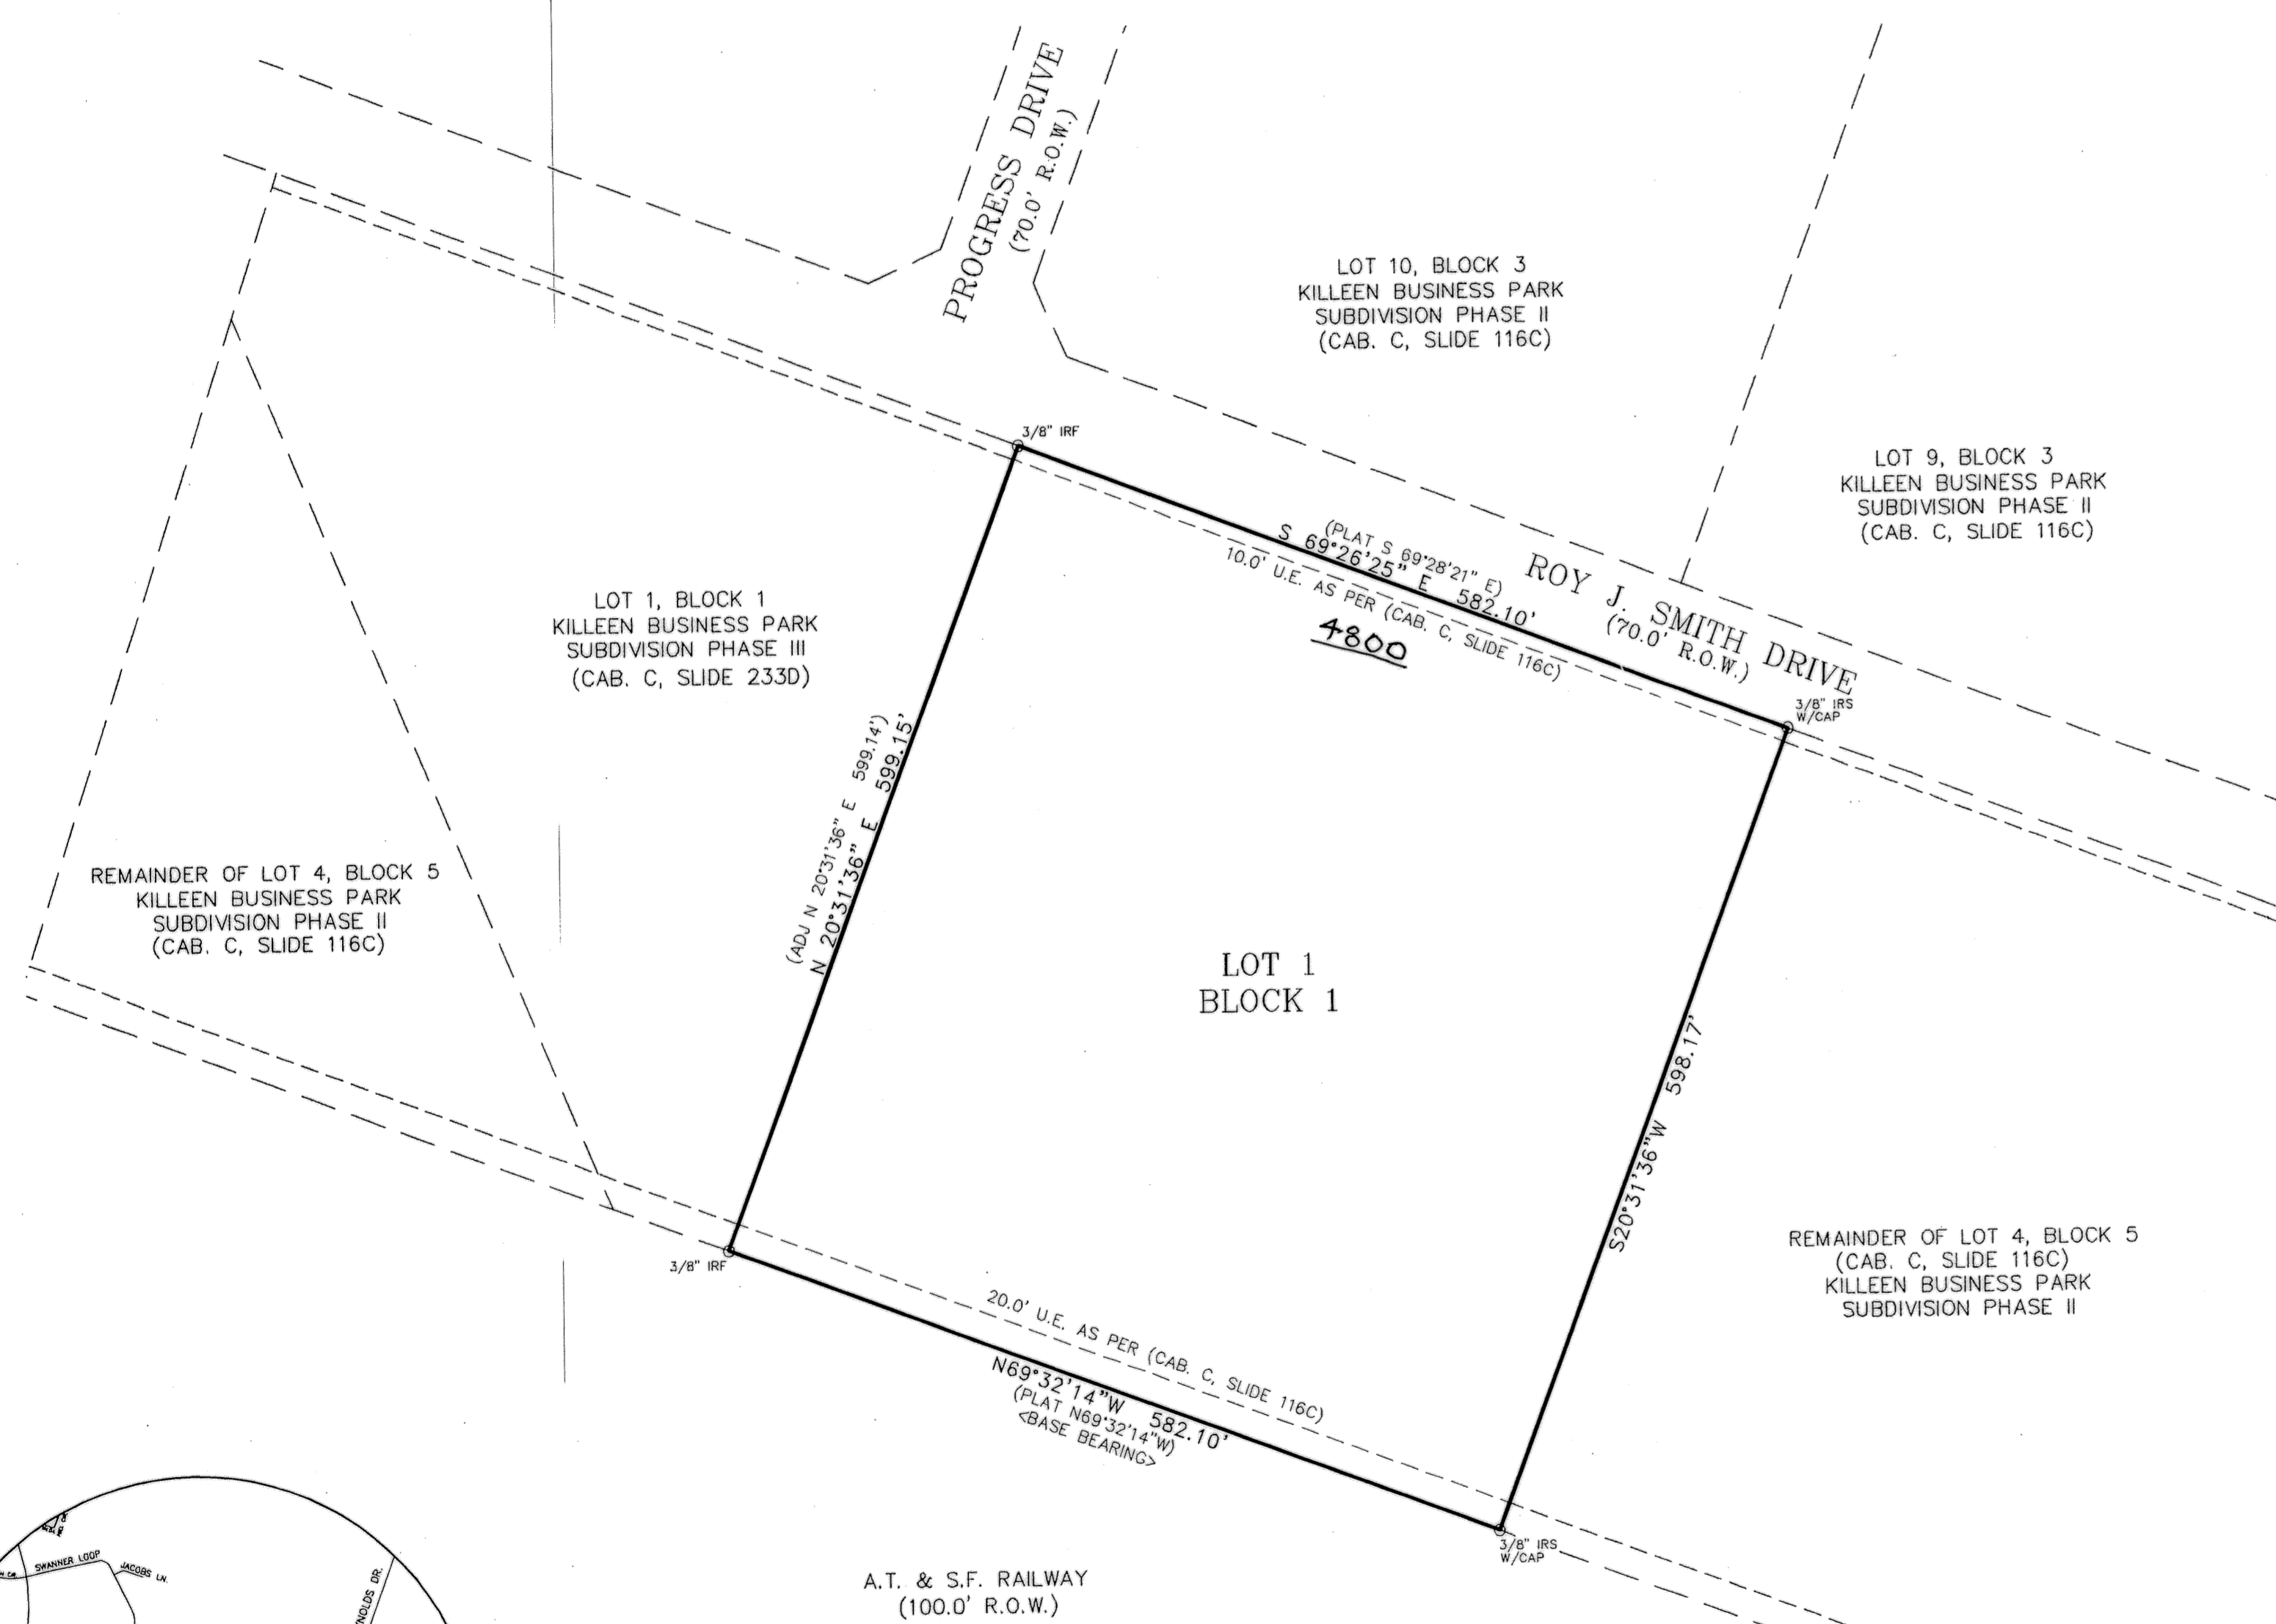 PROGRESS DRIVE
(70.0' R.O.W.)
LOT 10, BLOCK 3
KILLEEN BUSINESS PARK
SUBDIVISION PHASE II
(CAB. C, SLIDE 116C)
3/8" IRF
LOT 9, BLOCK 3
KILLEEN BUSINESS PARK
SUBDIVISION PHASE II
(CAB. C, SLIDE 116C)
(PLAT S 69°28'21" E)
S 69°26'25" E 582.10'
10.0' U.E. AS PER (CAB. C, SLIDE 116C)
4800
ROY J. SMITH DRIVE
(70.0' R.O.W.)
3/8" IRS
W/CAP
LOT 1, BLOCK 1
KILLEEN BUSINESS PARK
SUBDIVISION PHASE III
(CAB. C, SLIDE 233D)
(ADJ N 20°31'36" E 599.14')
N 20°31'36" E 599.15'
REMAINDER OF LOT 4, BLOCK 5
KILLEEN BUSINESS PARK
SUBDIVISION PHASE II
(CAB. C, SLIDE 116C)
LOT 1
BLOCK 1
S20°31'36"W 598.17'
REMAINDER OF LOT 4, BLOCK 5
(CAB. C, SLIDE 116C)
KILLEEN BUSINESS PARK
SUBDIVISION PHASE II
3/8" IRF
20.0' U.E. AS PER (CAB. C, SLIDE 116C)
N69°32'14"W 582.10'
(PLAT N69°32'14"W)
<BASE BEARING>
3/8" IRS
W/CAP
A.T. & S.F. RAILWAY
(100.0' R.O.W.)
SWANNER LOOP
JACOBS LN.
NOLDS DR.